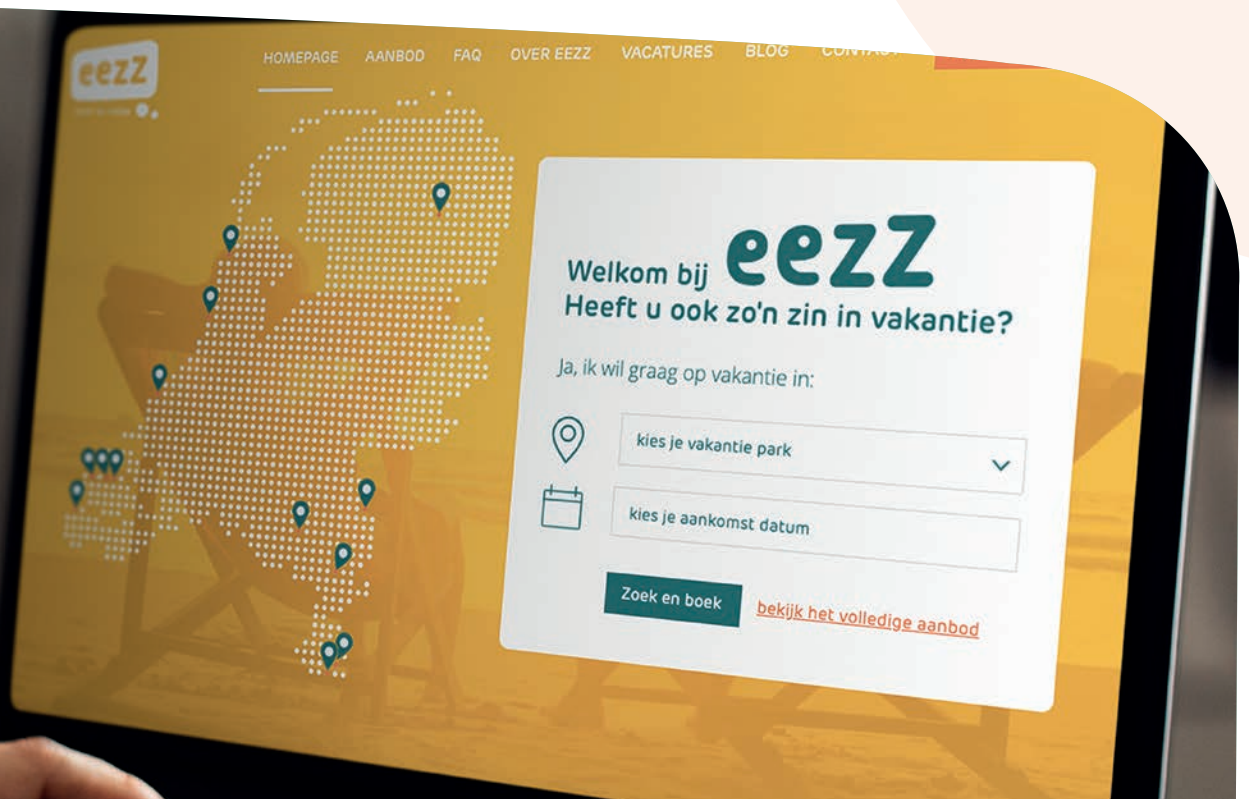 eezz
HOMEPAGE AANBOD FAQ OVER EEZZ VACATURES BLOG CONTACT
Welkom bij eezz
Heeft u ook zo'n zin in vakantie?
Ja, ik wil graag op vakantie in:
kies je vakantie park
kies je aankomst datum
Zoek en boek bekijk het volledige aanbod